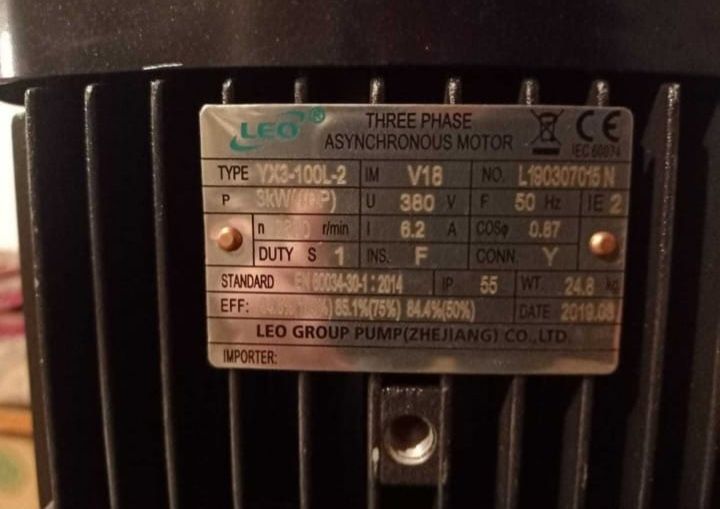 LEO ®
THREE PHASE
ASYNCHRONOUS MOTOR
CE
IEC 60034
TYPE YX3-100L-2 IM V18 NO. L190307015 N
P 3kW U 380 V F 50 Hz IE 2
n r/min I 6.2 A COSφ 0.87
DUTY S 1 INS. F CONN. Y
STANDARD 60034-30-1:2014 IP 55 WT. 24.8 kg
EFF: 85.1%(75%) 84.4%(50%) DATE 2019.03
LEO GROUP PUMP(ZHEJIANG) CO.,LTD.
IMPORTER: